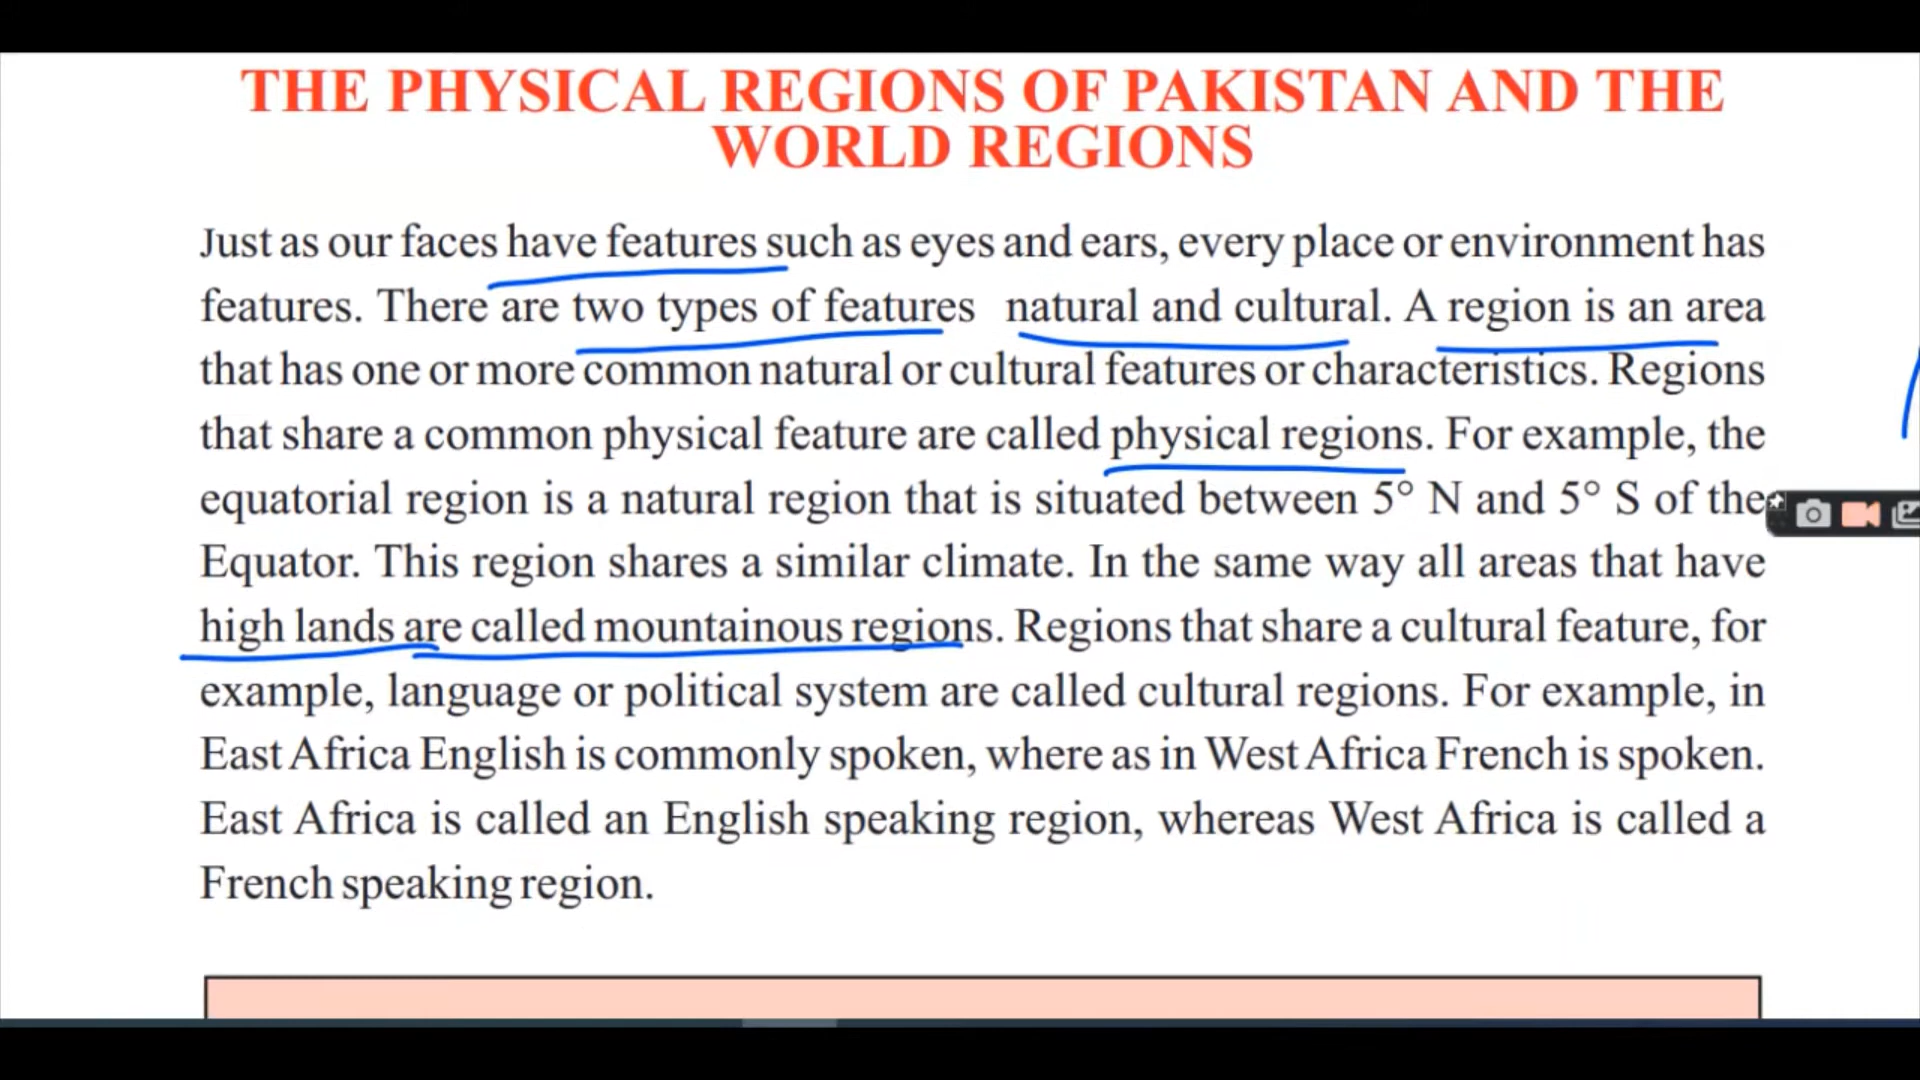 THE PHYSICAL REGIONS OF PAKISTAN AND THE
WORLD REGIONS
Just as our faces have features such as eyes and ears, every place or environment has
features. There are two types of features natural and cultural. A region is an area
that has one or more common natural or cultural features or characteristics. Regions
that share a common physical feature are called physical regions. For example, the
equatorial region is a natural region that is situated between 5° N and 5° S of the
Equator. This region shares a similar climate. In the same way all areas that have
high lands are called mountainous regions. Regions that share a cultural feature, for
example, language or political system are called cultural regions. For example, in
East Africa English is commonly spoken, where as in West Africa French is spoken.
East Africa is called an English speaking region, whereas West Africa is called a
French speaking region.